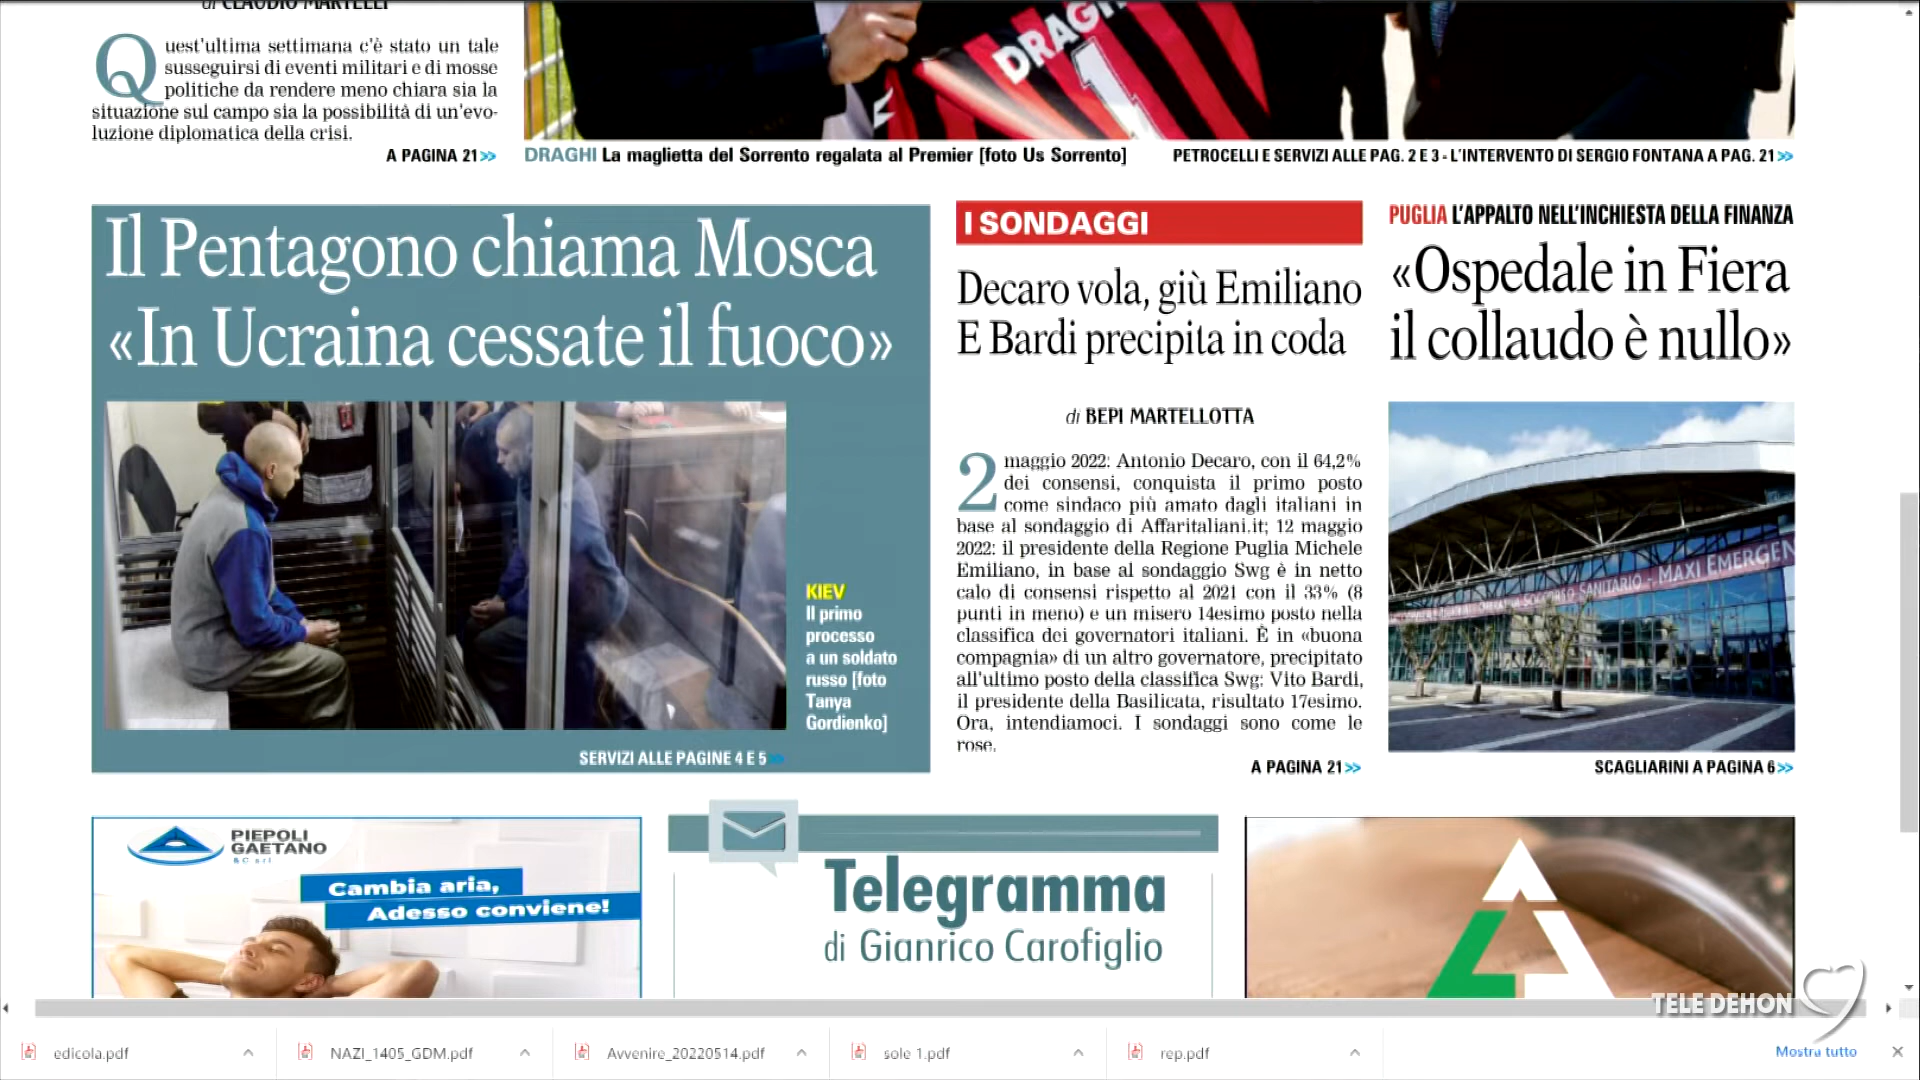 di CLAUDIO MARTELLI
Quest'ultima settimana c'è stato un tale
susseguirsi di eventi militari e di mosse
politiche da rendere meno chiara sia la
situazione sul campo sia la possibilità di un'evo-
luzione diplomatica della crisi.
A PAGINA 21>>
DRAGHI
1
DRAGHI La maglietta del Sorrento regalata al Premier [foto Us Sorrento]
PETROCELLI E SERVIZI ALLE PAG. 2 E 3 - L'INTERVENTO DI SERGIO FONTANA A PAG. 21>>
Il Pentagono chiama Mosca
«In Ucraina cessate il fuoco»
KIEV
Il primo
processo
a un soldato
russo [foto
Tanya
Gordienko]
SERVIZI ALLE PAGINE 4 E 5>>
I SONDAGGI
Decaro vola, giù Emiliano
E Bardi precipita in coda
di BEPI MARTELLOTTA
2 maggio 2022: Antonio Decaro, con il 64,2%
dei consensi, conquista il primo posto
come sindaco più amato dagli italiani in
base al sondaggio di Affaritaliani.it; 12 maggio
2022: il presidente della Regione Puglia Michele
Emiliano, in base al sondaggio Swg è in netto
calo di consensi rispetto al 2021 con il 33% (8
punti in meno) e un misero 14esimo posto nella
classifica dei governatori italiani. È in «buona
compagnia» di un altro governatore, precipitato
all'ultimo posto della classifica Swg: Vito Bardi,
il presidente della Basilicata, risultato 17esimo.
Ora, intendiamoci. I sondaggi sono come le
rose.
A PAGINA 21>>
PUGLIA L'APPALTO NELL'INCHIESTA DELLA FINANZA
«Ospedale in Fiera
il collaudo è nullo»
SOCCORSO SANITARIO - MAXI EMERGEN
SCAGLIARINI A PAGINA 6>>
PIEPOLI
GAETANO
& C. srl
Cambia aria,
Adesso conviene!
Telegramma
di Gianrico Carofiglio
TELE DEHON
edicola.pdf
NAZI_1405_GDM.pdf
Avvenire_20220514.pdf
sole 1.pdf
rep.pdf
Mostra tutto